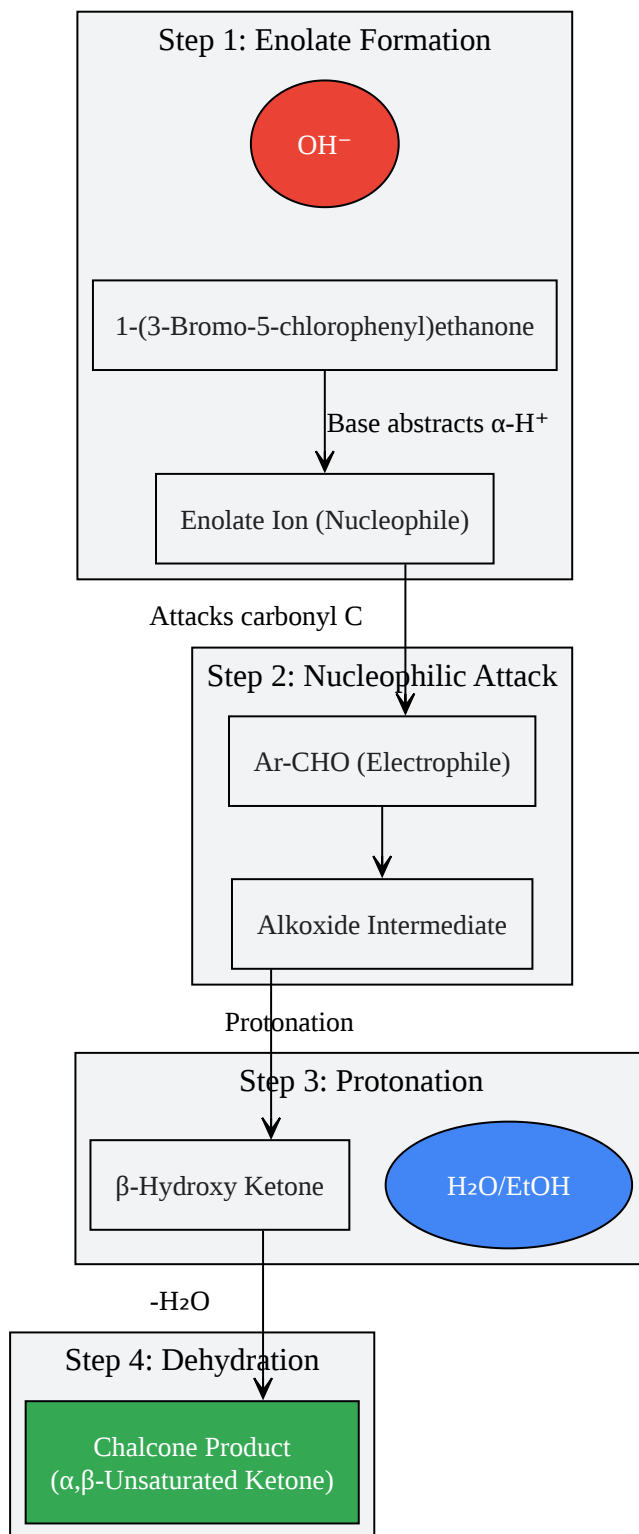 Step 1: Enolate Formation
OH⁻
1-(3-Bromo-5-chlorophenyl)ethanone
Base abstracts α-H⁺
Enolate Ion (Nucleophile)
Attacks carbonyl C
Step 2: Nucleophilic Attack
Ar-CHO (Electrophile)
Alkoxide Intermediate
Protonation
Step 3: Protonation
β-Hydroxy Ketone
H₂O/EtOH
-H₂O
Step 4: Dehydration
Chalcone Product
(α,β-Unsaturated Ketone)